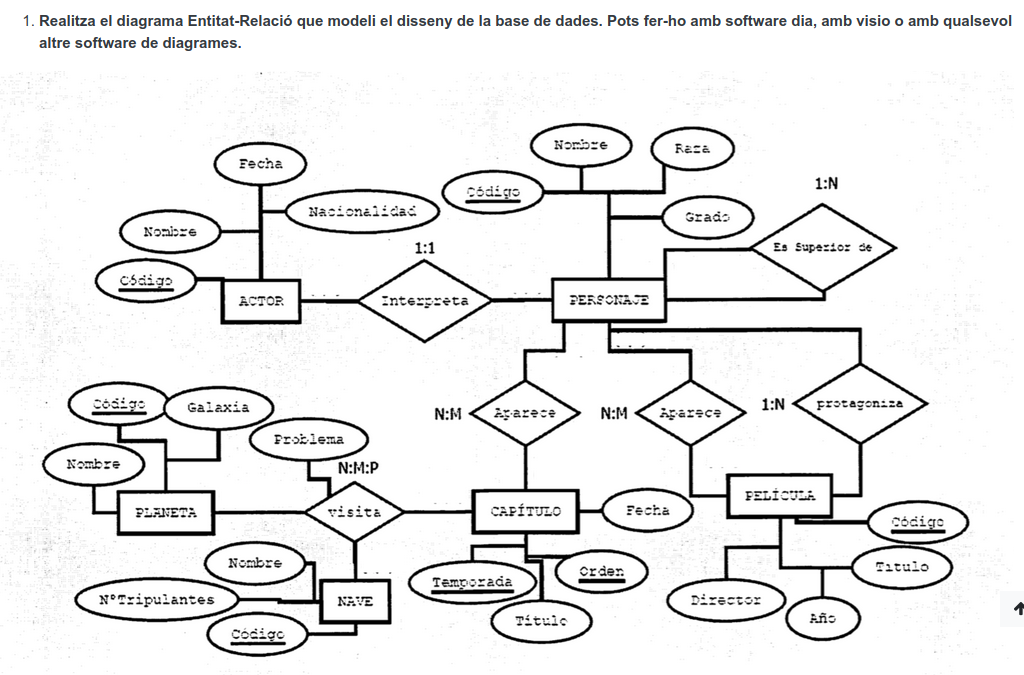 1. Realitza el diagrama Entitat-Relació que modeli el disseny de la base de dades. Pots fer-ho amb software dia, amb visio o amb qualsevol
altre software de diagrames.
Nombre
Raza
Fecha
Código
1:N
Nacionalidad
Grado
Nombre
1:1
Es Superior de
Código
ACTOR
Interpreta
PERSONAJE
Código
Galaxia
N:M
Aparece
N:M
Aparece
1:N
protagoniza
Problema
Nombre
N:M:P
PELÍCULA
PLANETA
visita
CAPÍTULO
Fecha
Código
Nombre
Orden
Titulo
Temporada
NºTripulantes
NAVE
Director
Título
Año
Código